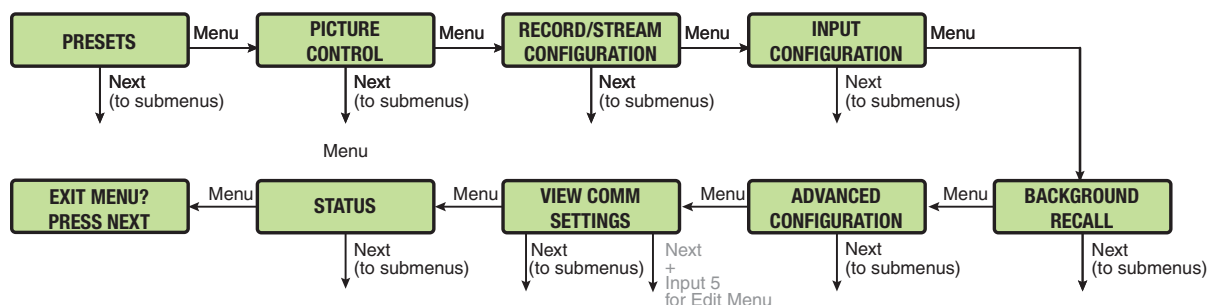 PRESETS
Menu
PICTURE
CONTROL
Menu
RECORD/STREAM
CONFIGURATION
Menu
INPUT
CONFIGURATION
Menu
Next
(to submenus)
Next
(to submenus)
Next
(to submenus)
Next
(to submenus)
Menu
EXIT MENU?
PRESS NEXT
Menu
STATUS
Menu
VIEW COMM
SETTINGS
Menu
ADVANCED
CONFIGURATION
Menu
BACKGROUND
RECALL
Next
(to submenus)
Next
(to submenus)
Next
+
Input 5
for Edit Menu
Next
(to submenus)
Next
(to submenus)